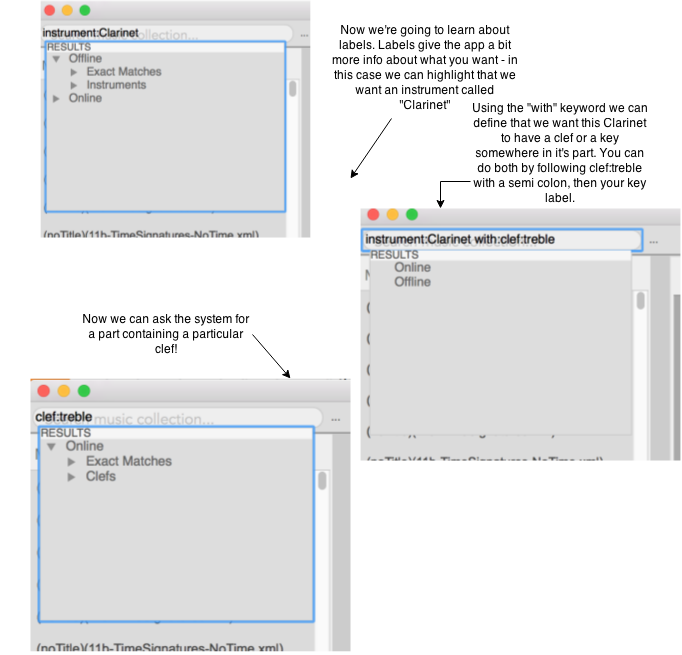 instrument:Clarinet
...
RESULTS
Offline
Exact Matches
Instruments
Online
(noTitle)(11b-TimeSignatures-NoTime.xml)
Now we're going to learn about
labels. Labels give the app a bit
more info about what you want - in
this case we can highlight that we
want an instrument called
"Clarinet"
Using the "with" keyword we can
define that we want this Clarinet
to have a clef or a key
somewhere in it's part. You can
do both by following clef:treble
with a semi colon, then your key
label.
instrument:Clarinet with:clef:treble
...
RESULTS
Online
Offline
(noTitle)(11b-TimeSignatures-NoTime.xml)
Now we can ask the system for
a part containing a particular
clef!
clef:treble music collection...
...
RESULTS
Online
Exact Matches
Clefs
(noTitle)(11b-TimeSignatures-NoTime.xml)